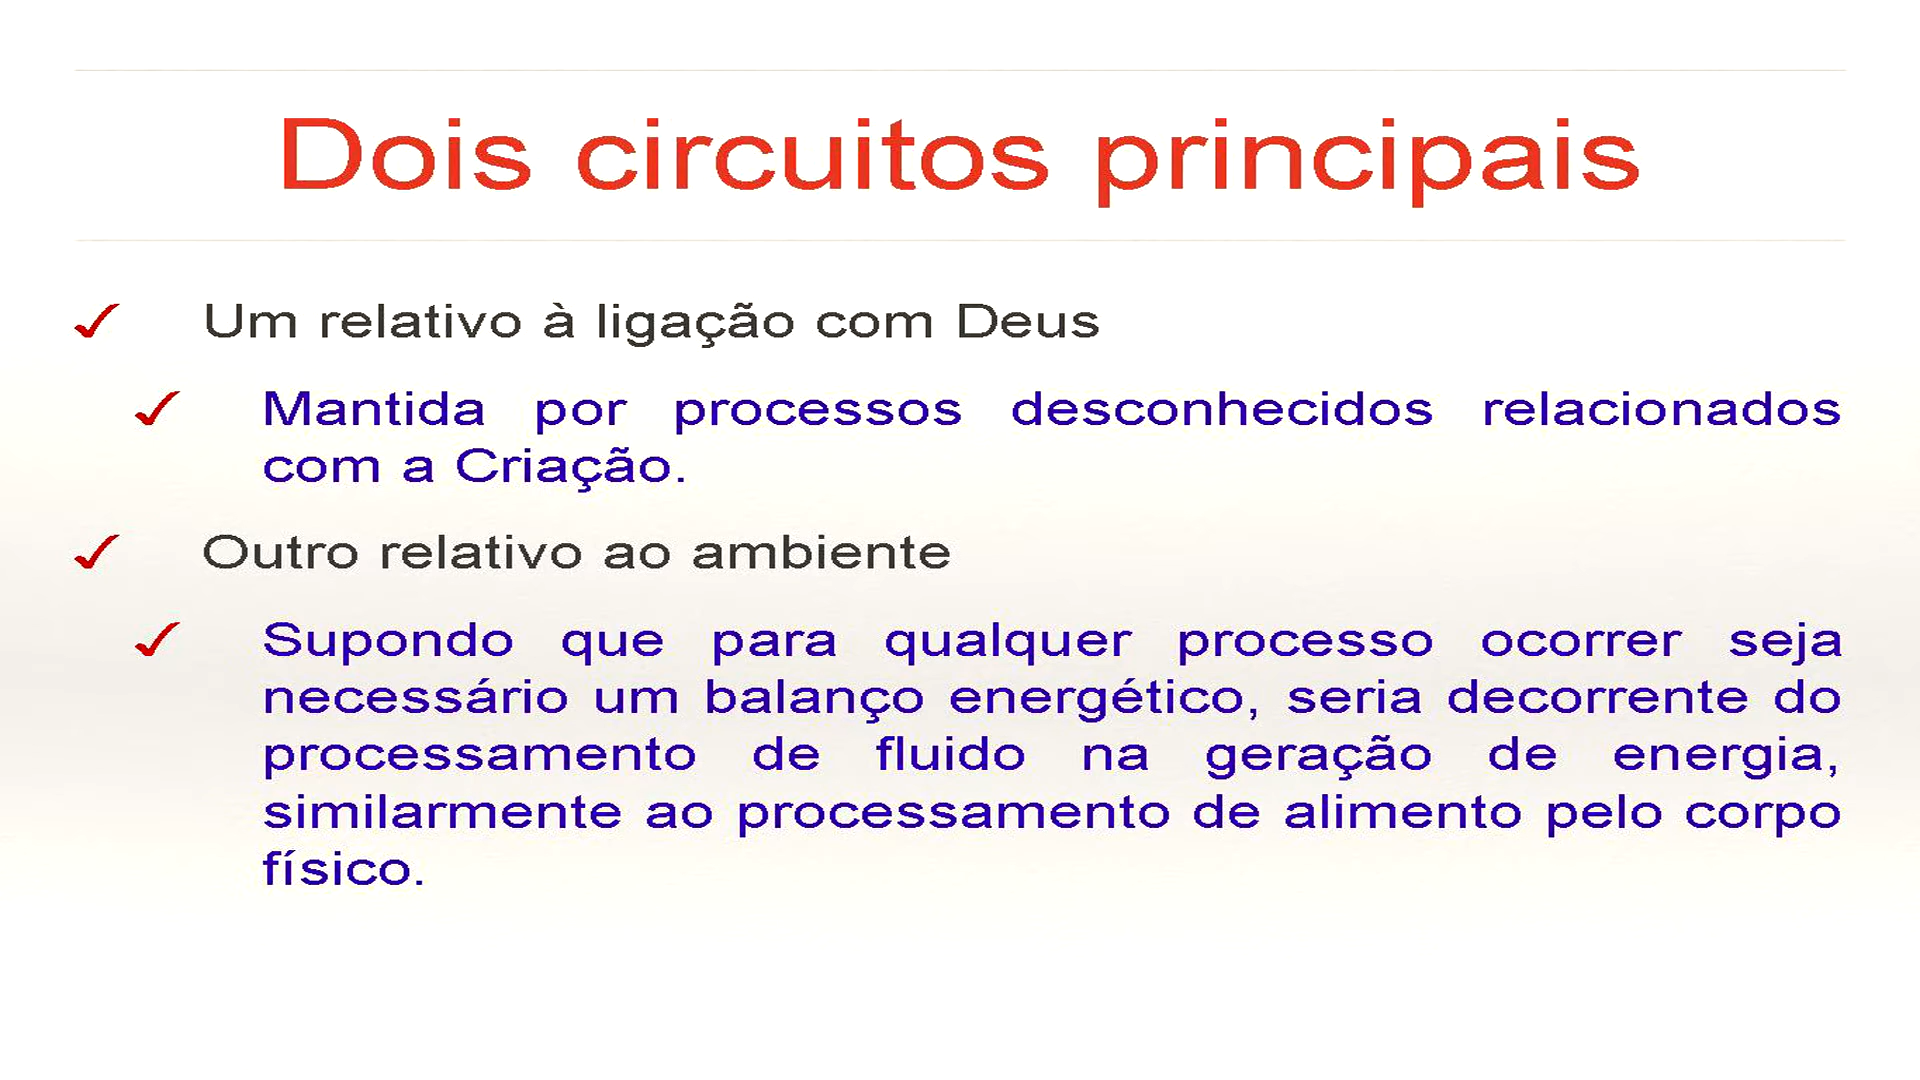 Dois circuitos principais
Um relativo à ligação com Deus
Mantida por processos desconhecidos relacionados
com a Criação.
Outro relativo ao ambiente
Supondo que para qualquer processo ocorrer seja
necessário um balanço energético, seria decorrente do
processamento de fluido na geração de energia,
similarmente ao processamento de alimento pelo corpo
físico.